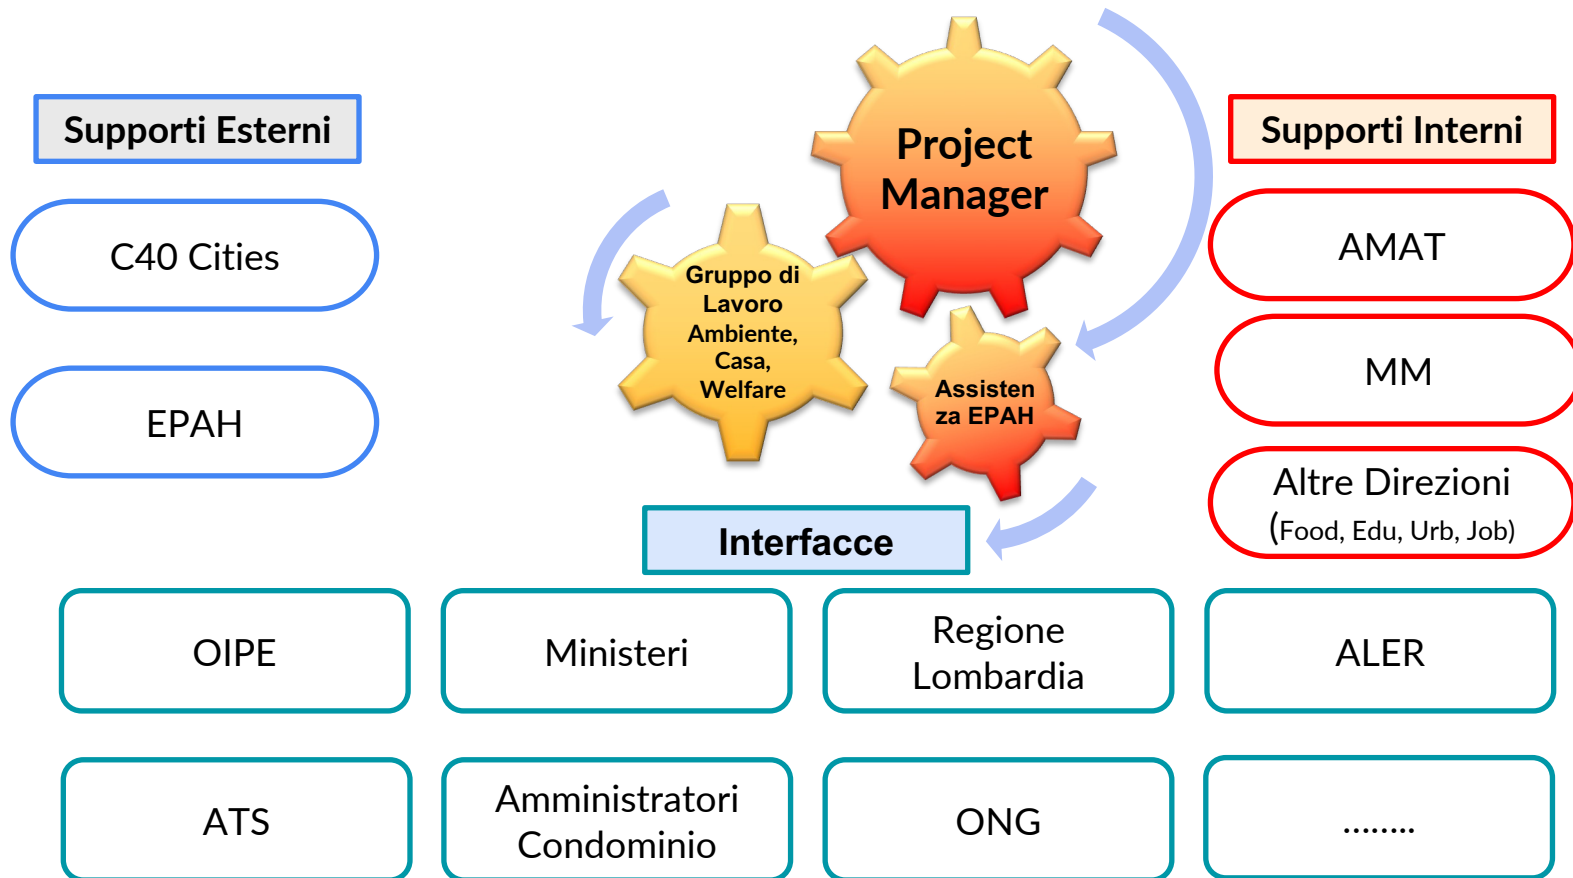 Project
Manager
Supporti Esterni
Supporti Interni
C40 Cities
AMAT
Gruppo di
Lavoro
Ambiente,
Casa,
Welfare
MM
EPAH
Assisten
za EPAH
Altre Direzioni
(Food, Edu, Urb, Job)
Interfacce
OIPE
Ministeri
Regione
Lombardia
ALER
ATS
Amministratori
Condominio
ONG
........